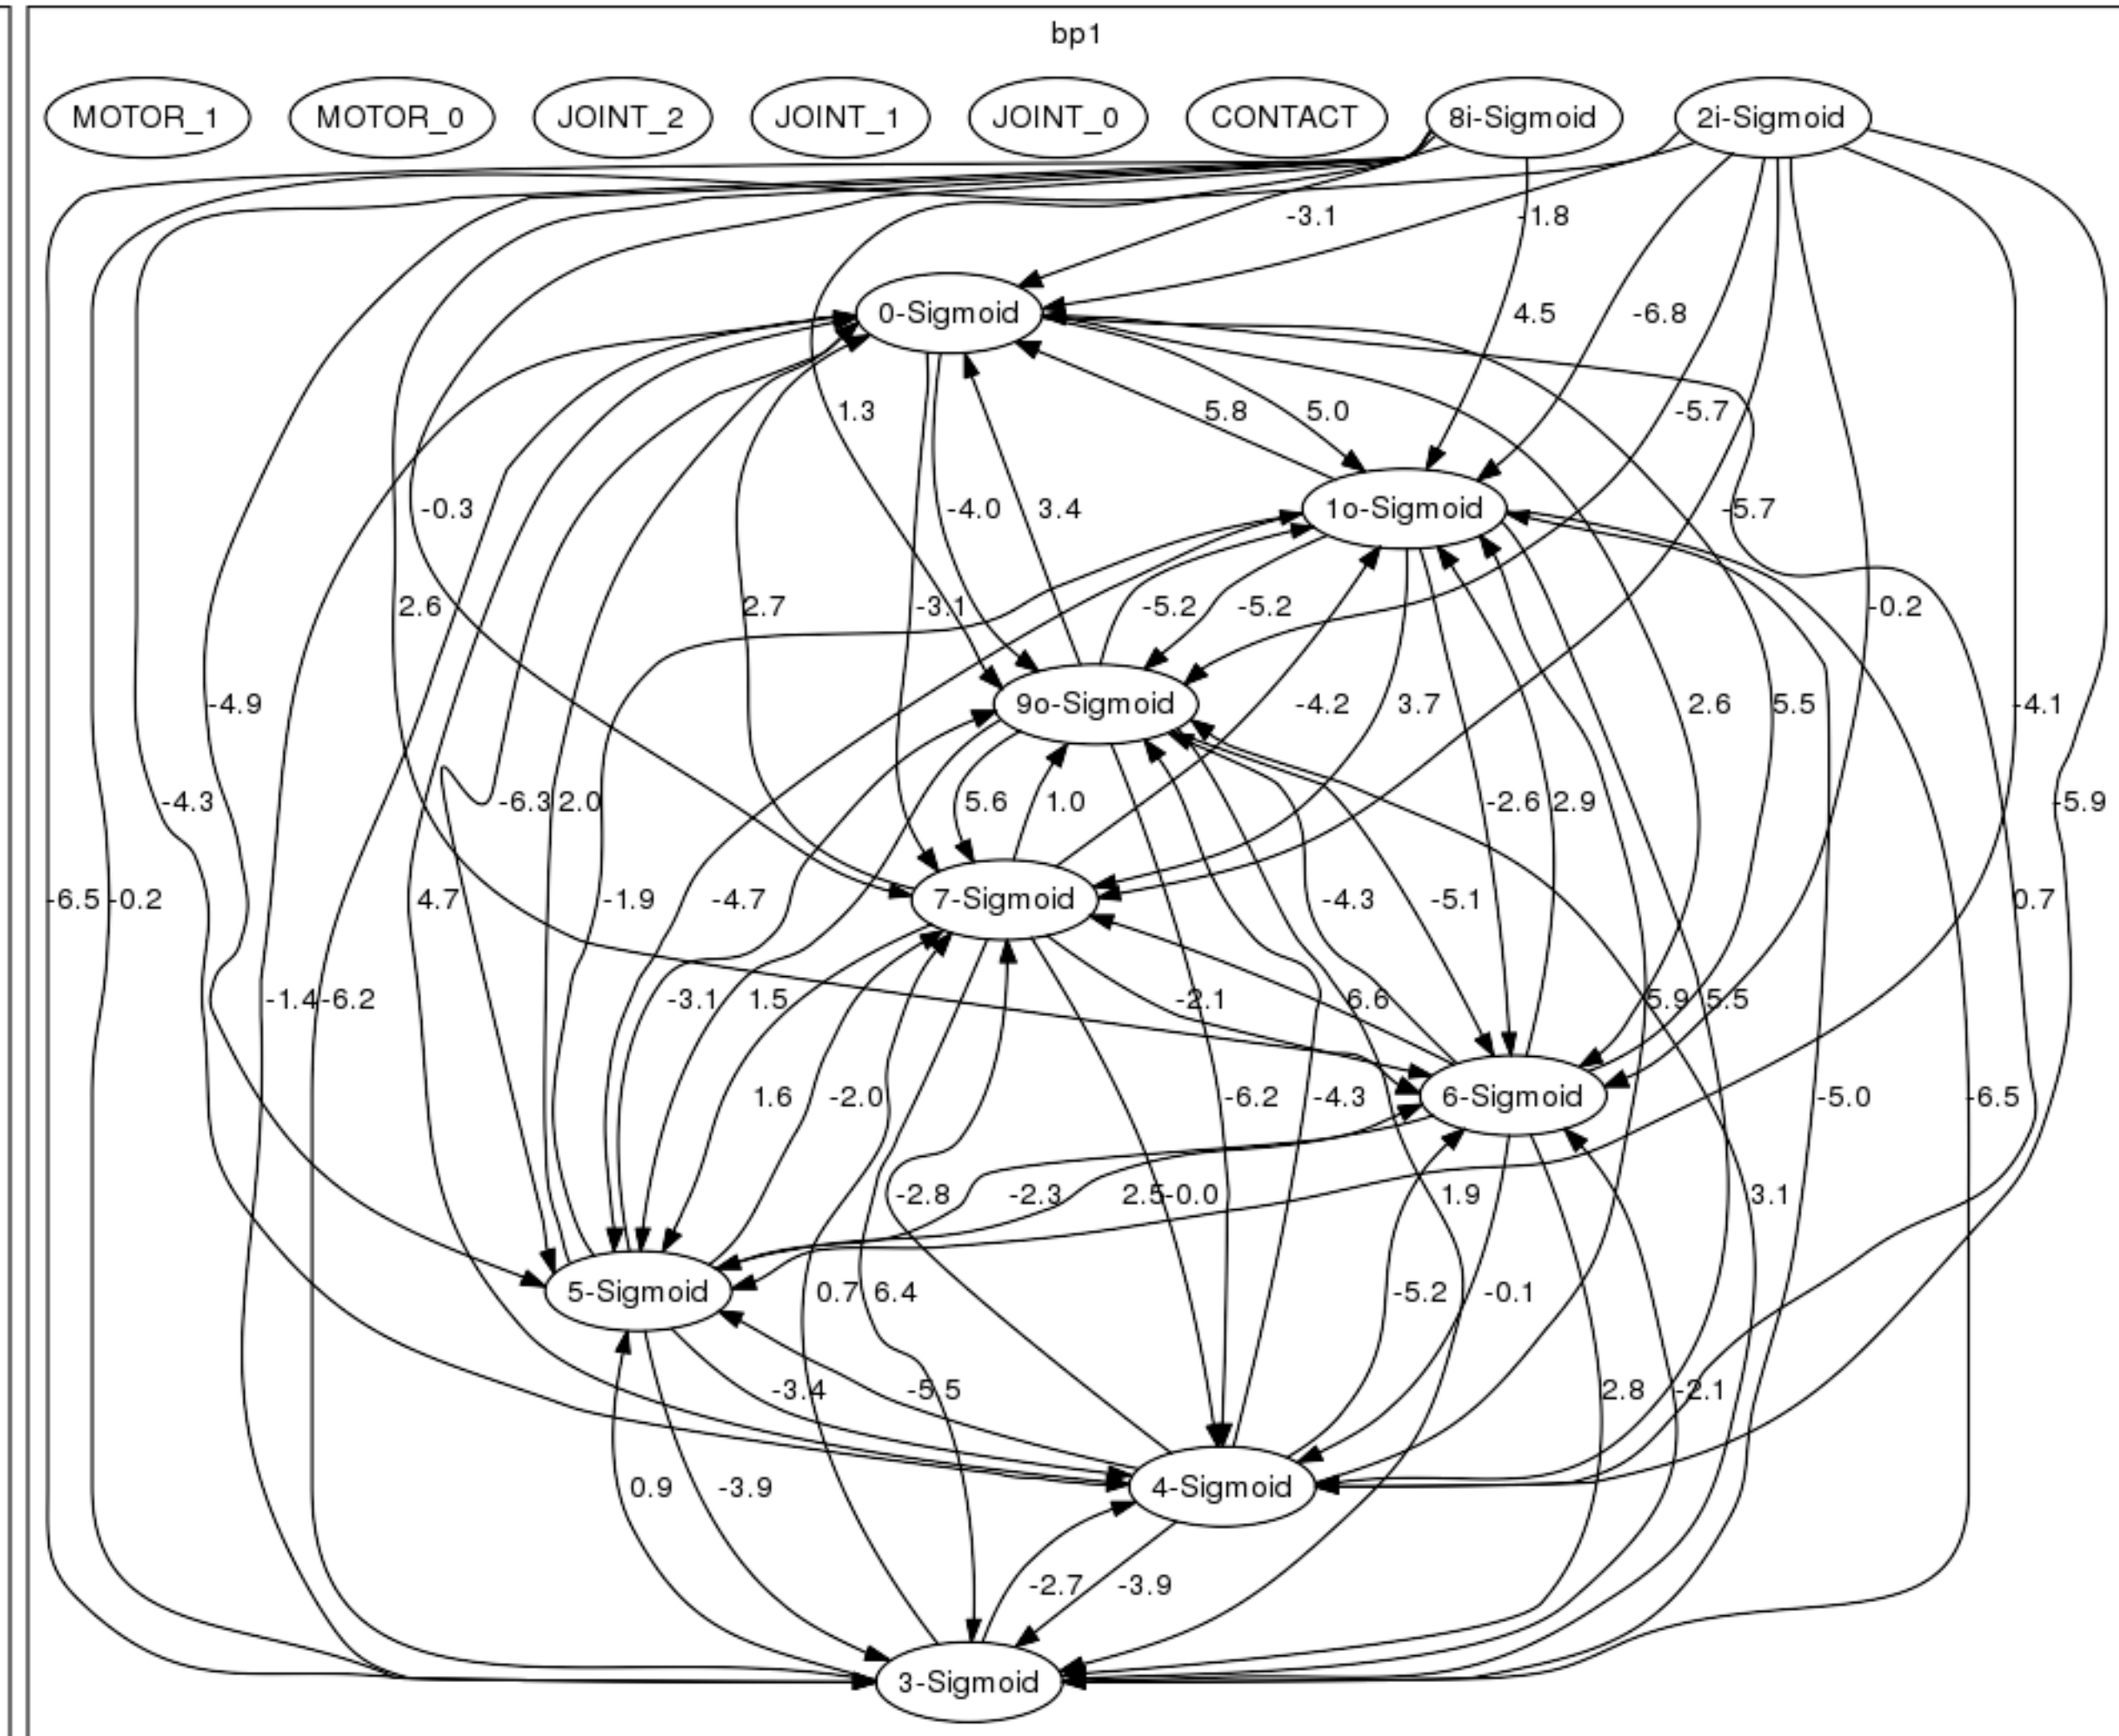 bp1
MOTOR_1 MOTOR_0 JOINT_2 JOINT_1 JOINT_0 CONTACT 8i-Sigmoid 2i-Sigmoid
-3.1 -1.8
0-Sigmoid 4.5 -6.8
1.3 5.8 5.0 -5.7
-0.3 -4.0 3.4 1o-Sigmoid -5.7
2.6 2.7 -3.1 -5.2 -5.2 -0.2
-4.9 9o-Sigmoid -4.2 3.7 2.6 5.5 -4.1
-4.3 -6.3 2.0 5.6 1.0 -2.6 2.9 -5.9
-6.5 -0.2 4.7 -1.9 -4.7 7-Sigmoid -4.3 -5.1 0.7
-1.4 -6.2 -3.1 1.5 -2.1 6.6 5.9 5.5
1.6 -2.0 -6.2 -4.3 6-Sigmoid -5.0 -6.5
-2.8 -2.3 2.5 -0.0 1.9 3.1
5-Sigmoid 0.7 6.4 -5.2 -0.1
-3.4 -5.5 2.8 -2.1
0.9 -3.9 4-Sigmoid
-2.7 -3.9
3-Sigmoid